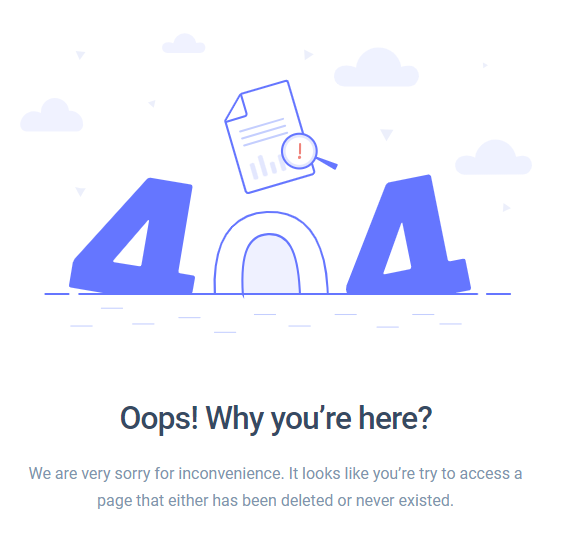 404
!
Oops! Why you’re here?
We are very sorry for inconvenience. It looks like you’re try to access a
page that either has been deleted or never existed.